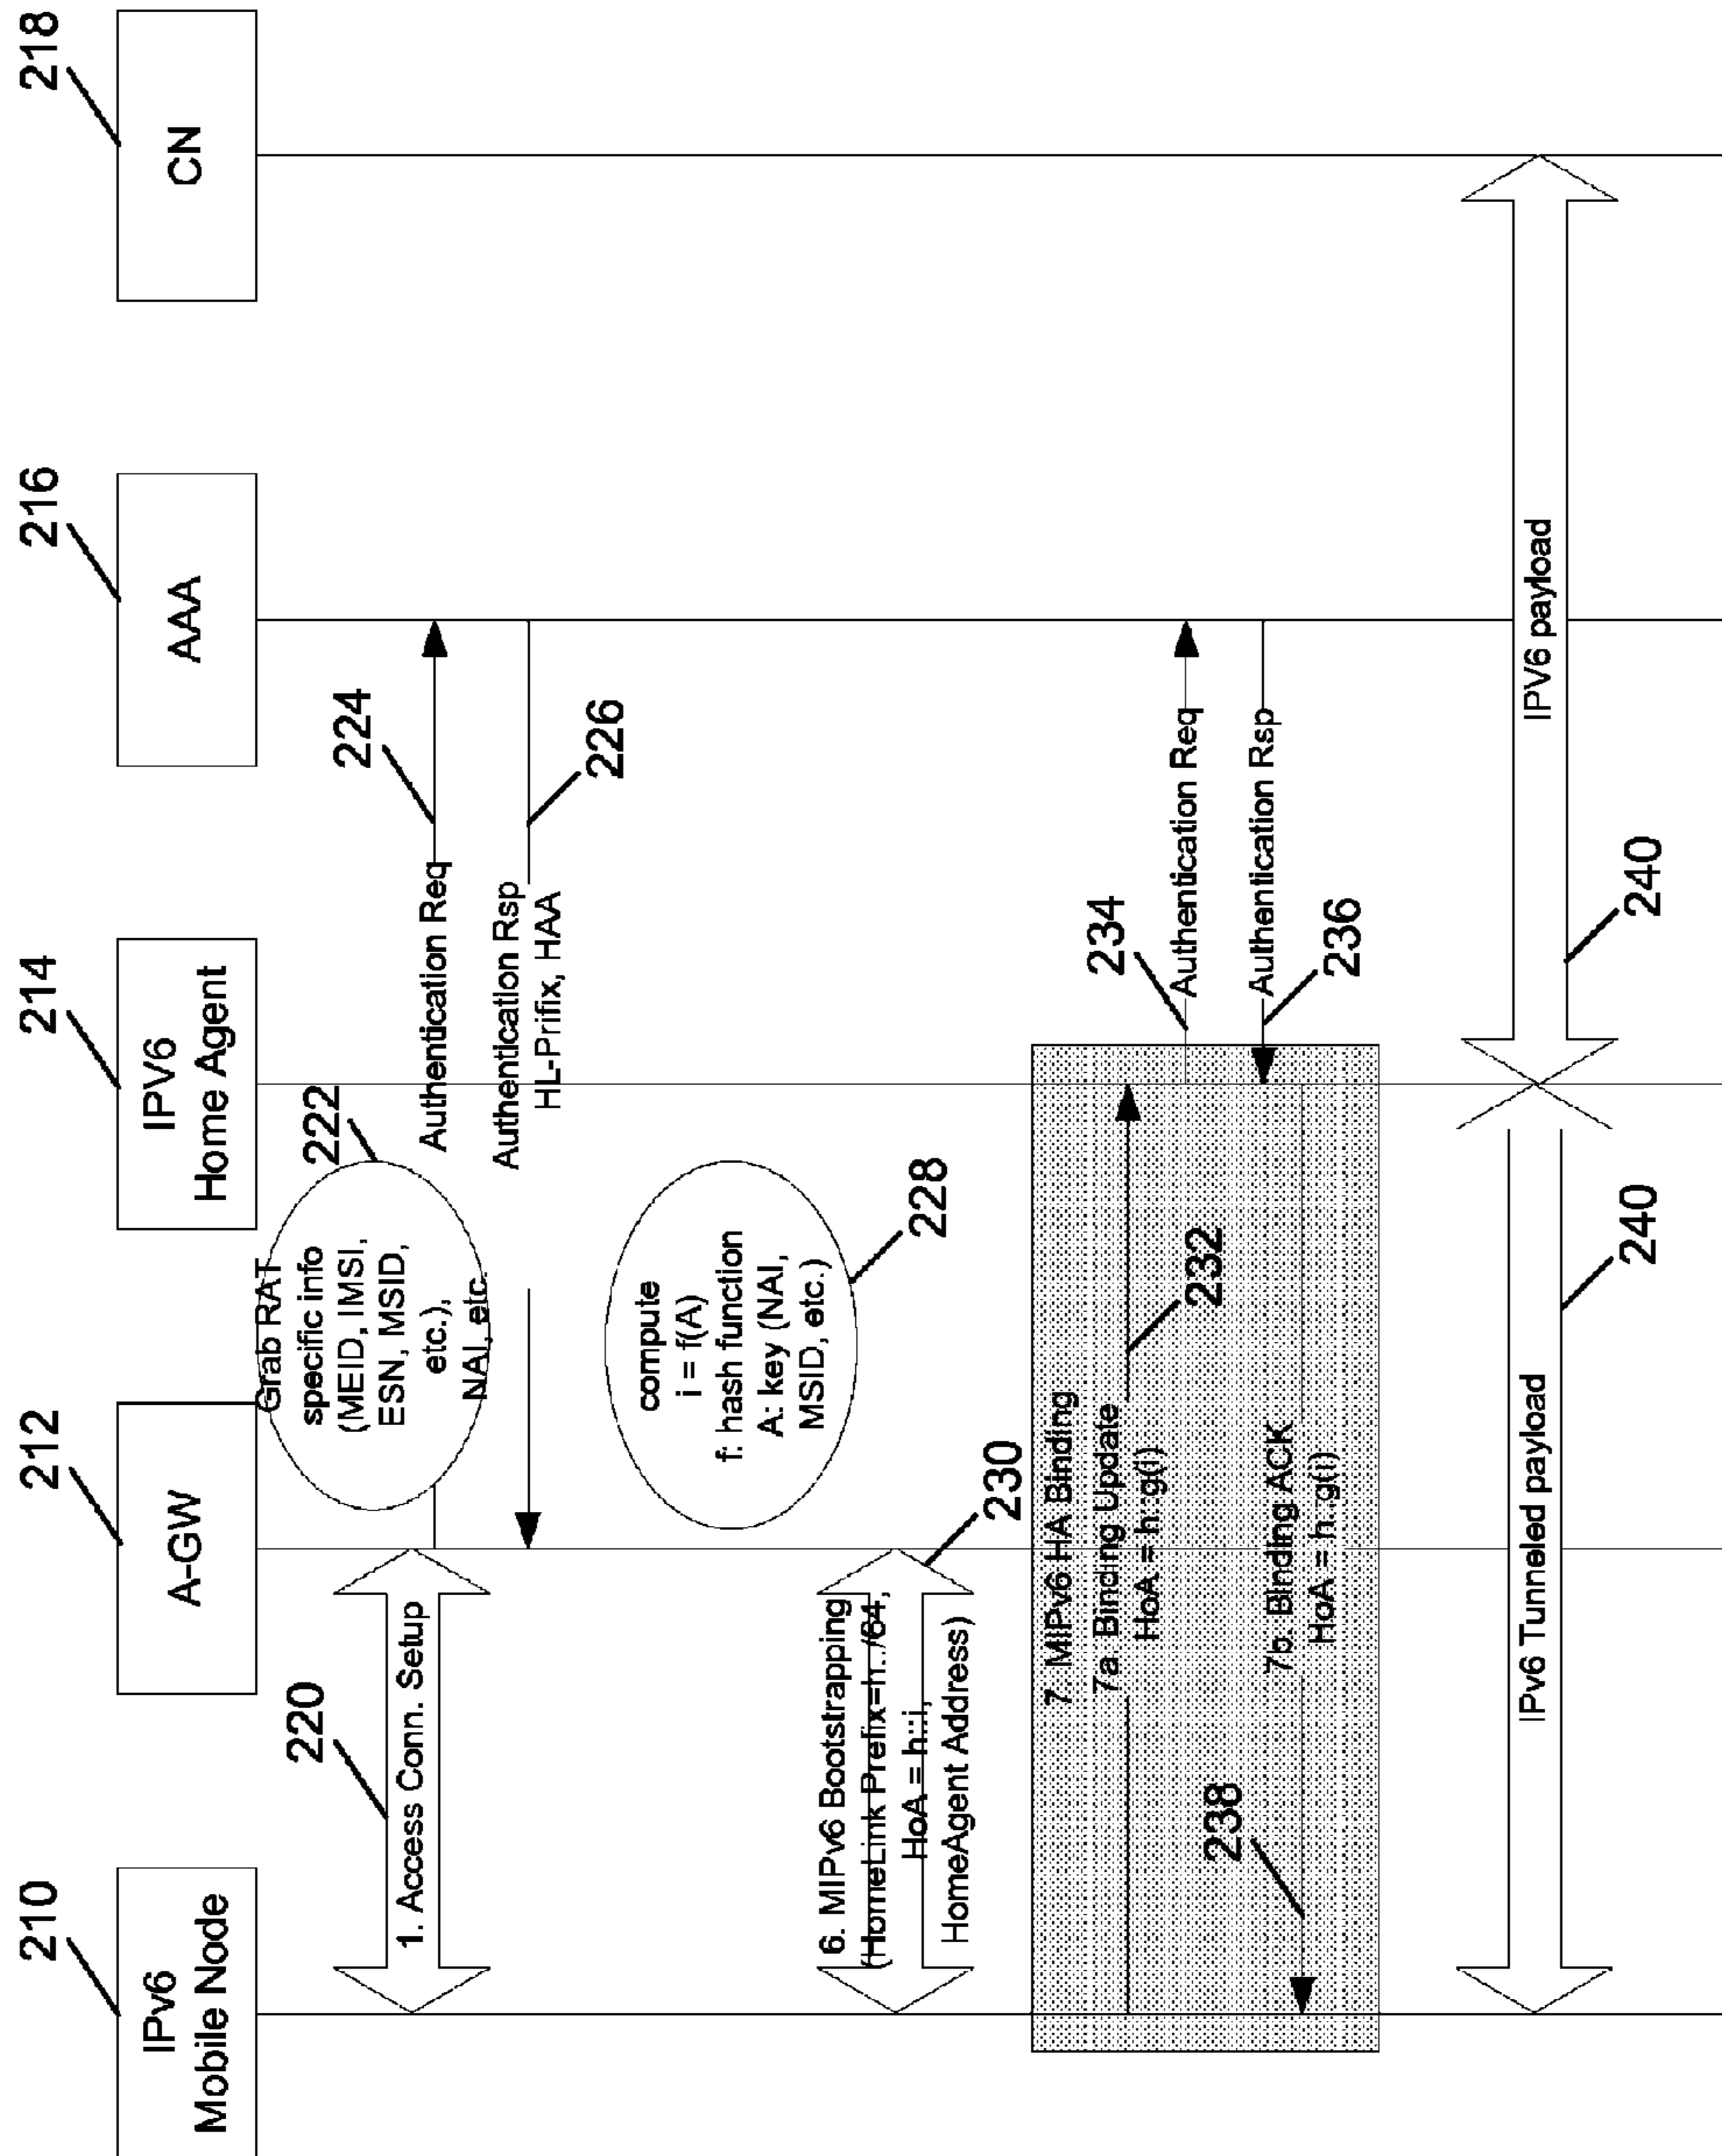 210
IPv6
Mobile Node
212
A-GW
214
IPV6
Home Agent
216
AAA
218
CN
220
1. Access Conn. Setup
222
Grab RAT
specific info
(MEID, IMSI,
ESN, MSID,
etc.),
NAI, etc.
224
Authentication Req
Authentication Rsp
HL-Prifix, HAA
226
compute
i = f(A)
f: hash function
A: key (NAI,
MSID, etc.)
228
6. MIPv6 Bootstrapping
(HomeLink Prefix=h::/64,
HoA = h::i,
HomeAgent Address)
230
7. MIPv6 HA Binding
7a. Binding Update
HoA = h::g(i)
232
234
Authentication Req
Authentication Rsp
236
7b. Binding ACK
HoA = h::g(i)
238
IPv6 Tunneled payload
240
IPV6 payload
240